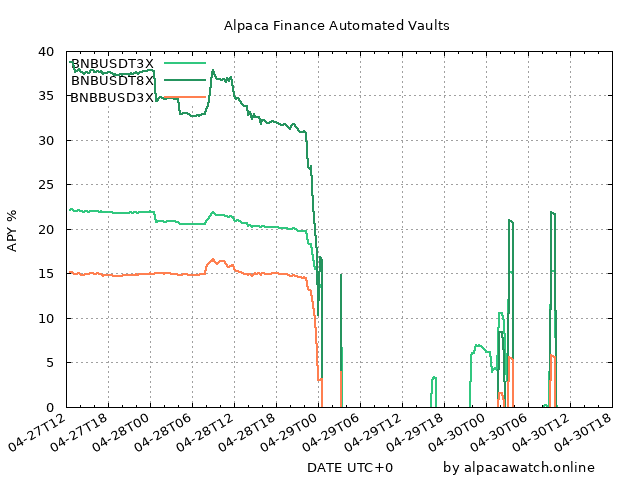 Alpaca Finance Automated Vaults
40
35
30
25
20
15
10
5
0
APY %
BNBUSDT3X
BNBUSDT8X
BNBBUSD3X
04-27T12
04-27T18
04-28T00
04-28T06
04-28T12
04-28T18
04-29T00
04-29T06
04-29T12
04-29T18
04-30T00
04-30T06
04-30T12
04-30T18
DATE UTC+0 by alpacawatch.online